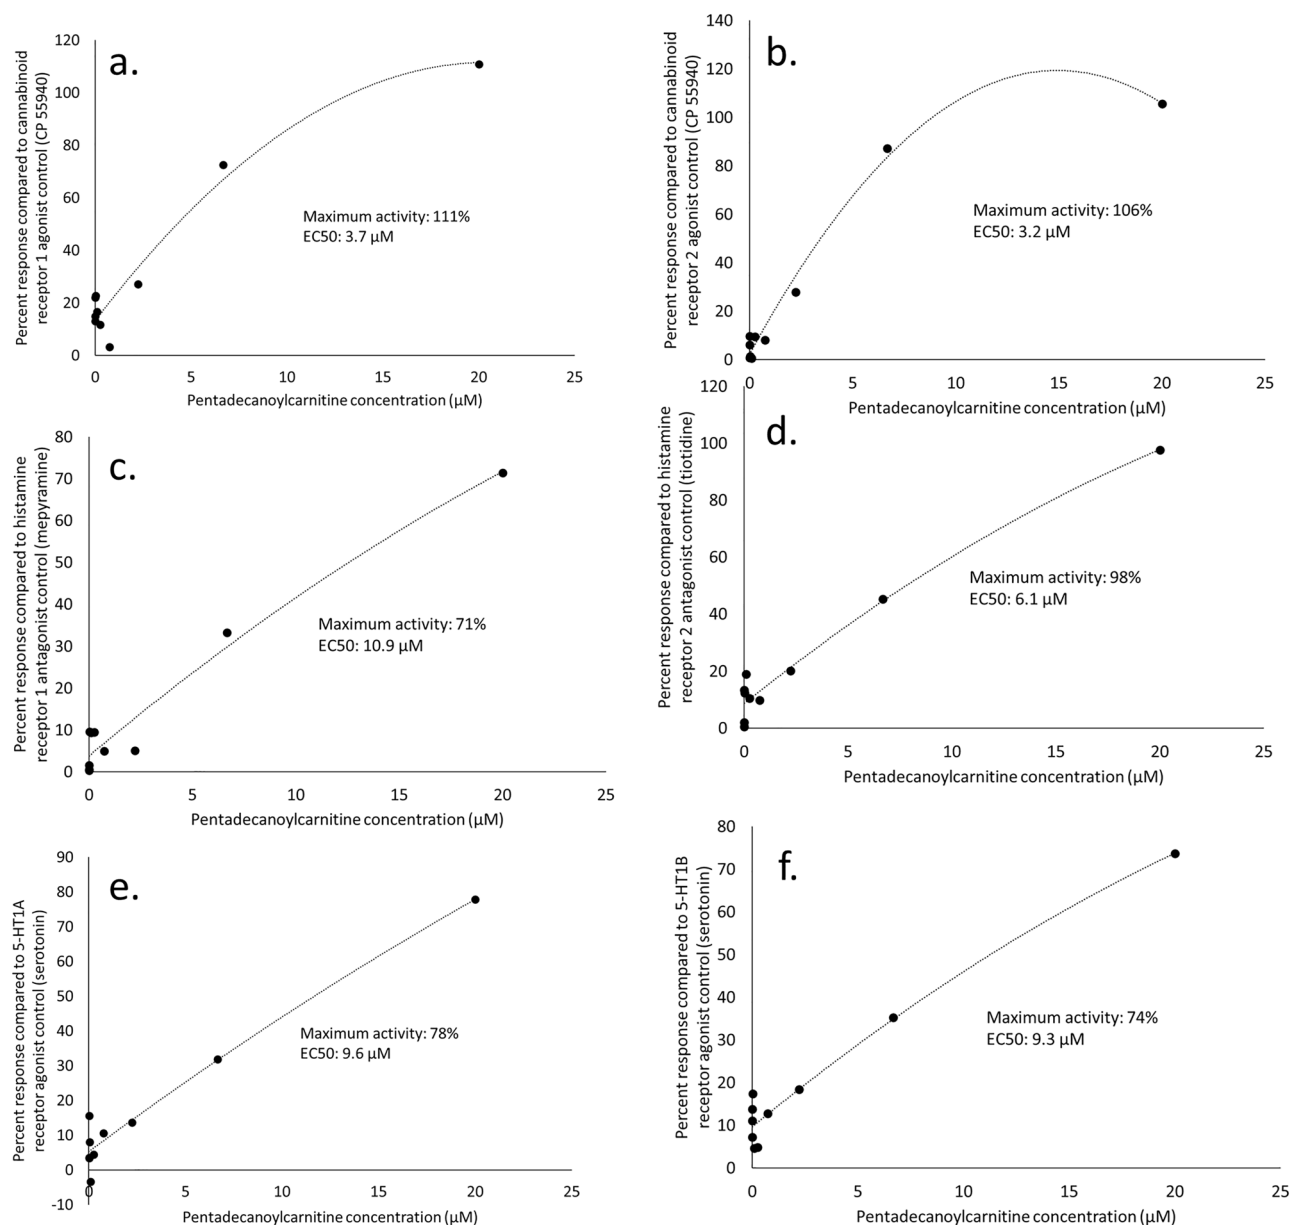 a.
Percent response compared to cannabinoid
receptor 1 agonist control (CP 55940)
120
100
80
60
40
20
0
Maximum activity: 111%
EC50: 3.7 µM
0 5 10 15 20 25
Pentadecanoylcarnitine concentration (µM)
b.
Percent response compared to cannabinoid
receptor 2 agonist control (CP 55940)
140
120
100
80
60
40
20
0
Maximum activity: 106%
EC50: 3.2 µM
0 5 10 15 20 25
Pentadecanoylcarnitine concentration (µM)
c.
Percent response compared to histamine
receptor 1 antagonist control (mepyramine)
80
70
60
50
40
30
20
10
0
Maximum activity: 71%
EC50: 10.9 µM
0 5 10 15 20 25
Pentadecanoylcarnitine concentration (µM)
d.
Percent response compared to histamine
receptor 2 antagonist control (tiotidine)
120
100
80
60
40
20
0
Maximum activity: 98%
EC50: 6.1 µM
0 5 10 15 20 25
Pentadecanoylcarnitine concentration (µM)
e.
Percent response compared to 5-HT1A
receptor agonist control (serotonin)
90
80
70
60
50
40
30
20
10
0
-10
Maximum activity: 78%
EC50: 9.6 µM
0 5 10 15 20 25
Pentadecanoylcarnitine concentration (µM)
f.
Percent response compared to 5-HT1B
receptor agonist control (serotonin)
80
70
60
50
40
30
20
10
0
Maximum activity: 74%
EC50: 9.3 µM
0 5 10 15 20 25
Pentadecanoylcarnitine concentration (µM)